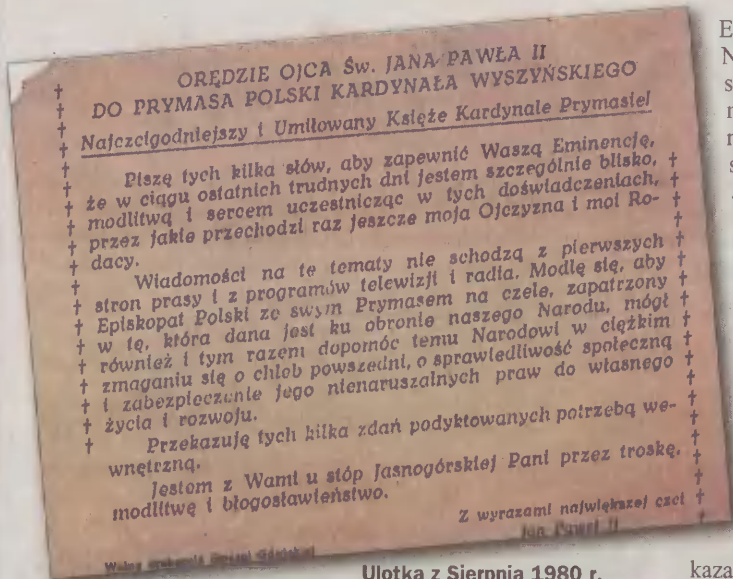 ORĘDZIE OJCA Św. JANA PAWŁA II
DO PRYMASA POLSKI KARDYNAŁA WYSZYŃSKIEGO
Najczcigodniejszy i Umiłowany Księże Kardynale Prymasie!
Piszę tych kilka słów, aby zapewnić Waszą Eminencję,
że w ciągu ostatnich trudnych dni jestem szczególnie blisko,
modlitwą i sercem uczestnicząc w tych doświadczeniach,
przez jakie przechodzi raz jeszcze moja Ojczyzna i moi Ro-
dacy.
Wiadomości na te tematy nie schodzą z pierwszych
stron prasy i z programów telewizji i radia. Modlę się, aby
Episkopat Polski ze swym Prymasem na czele, zapatrzony
w tę, która dana jest ku obronie naszego Narodu, mógł
również i tym razem dopomóc temu Narodowi w ciężkim
zmaganiu się o chleb powszedni, o sprawiedliwość społeczną
i zabezpieczenie jego nienaruszalnych praw do własnego
życia i rozwoju.
Przekazuję tych kilka zdań podyktowanych potrzebą we-
wnętrzną.
Jestem z Wami u stóp Jasnogórskiej Pani przez troskę,
modlitwę i błogosławieństwo.
Z wyrazami największej czci
Jan Paweł II
Ulotka z Sierpnia 1980 r.
kaza